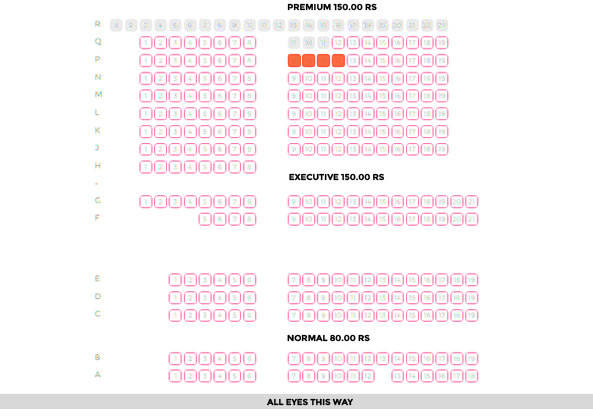 PREMIUM 150.00 RS
R 1 2 3 4 5 6 7 8 9 10 11 12 13 14 15 16 17 18 19 20 21 22 23
Q 1 2 3 4 5 6 7 8 9 10 11 12 13 14 15 16 17 18 19
P 1 2 3 4 5 6 7 8 13 14 15 16 17 18 19
N 1 2 3 4 5 6 7 8 9 10 11 12 13 14 15 16 17 18 19
M 1 2 3 4 5 6 7 8 9 10 11 12 13 14 15 16 17 18 19
L 1 2 3 4 5 6 7 8 9 10 11 12 13 14 15 16 17 18 19
K 1 2 3 4 5 6 7 8 9 10 11 12 13 14 15 16 17 18 19
J 1 2 3 4 5 6 7 8 9 10 11 12 13 14 15 16 17 18 19
H 1 2 3 4 5 6 7 8
EXECUTIVE 150.00 RS
-
G 1 2 3 4 5 6 7 8 9 10 11 12 13 14 15 16 17 18 19 20 21
F 5 6 7 8 9 10 11 12 13 14 15 16 17 18 19 20 21
E 1 2 3 4 5 6 7 8 9 10 11 12 13 14 15 16 17 18 19
D 1 2 3 4 5 6 7 8 9 10 11 12 13 14 15 16 17 18 19
C 1 2 3 4 5 6 7 8 9 10 11 12 13 14 15 16 17 18 19
NORMAL 80.00 RS
B 1 2 3 4 5 6 7 8 9 10 11 12 13 14 15 16 17 18 19
A 1 2 3 4 5 6 7 8 9 10 11 12 13 14 15 16 17 18
ALL EYES THIS WAY